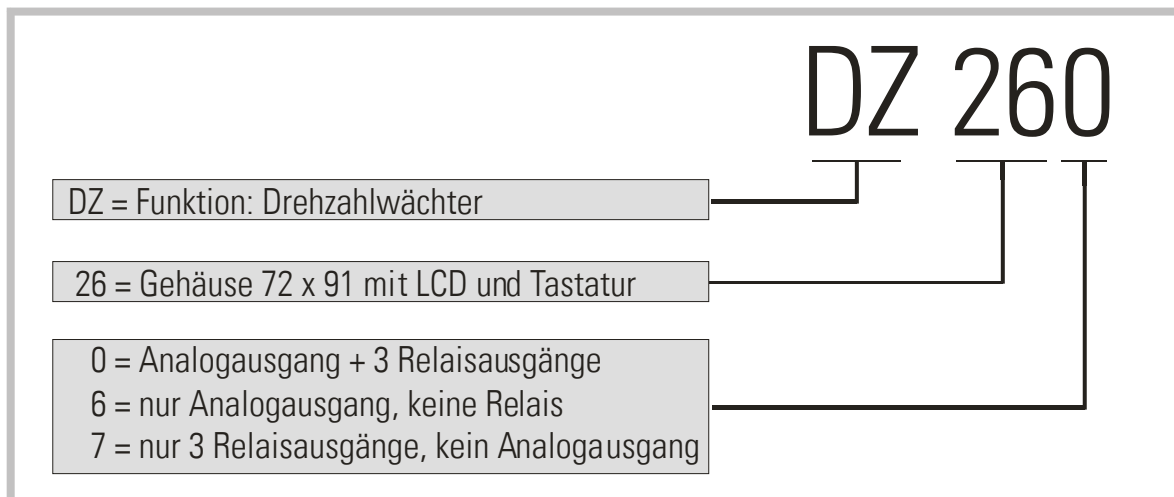 DZ 260
DZ = Funktion: Drehzahlwächter
26 = Gehäuse 72 x 91 mit LCD und Tastatur
0 = Analogausgang + 3 Relaisausgänge
6 = nur Analogausgang, keine Relais
7 = nur 3 Relaisausgänge, kein Analogausgang